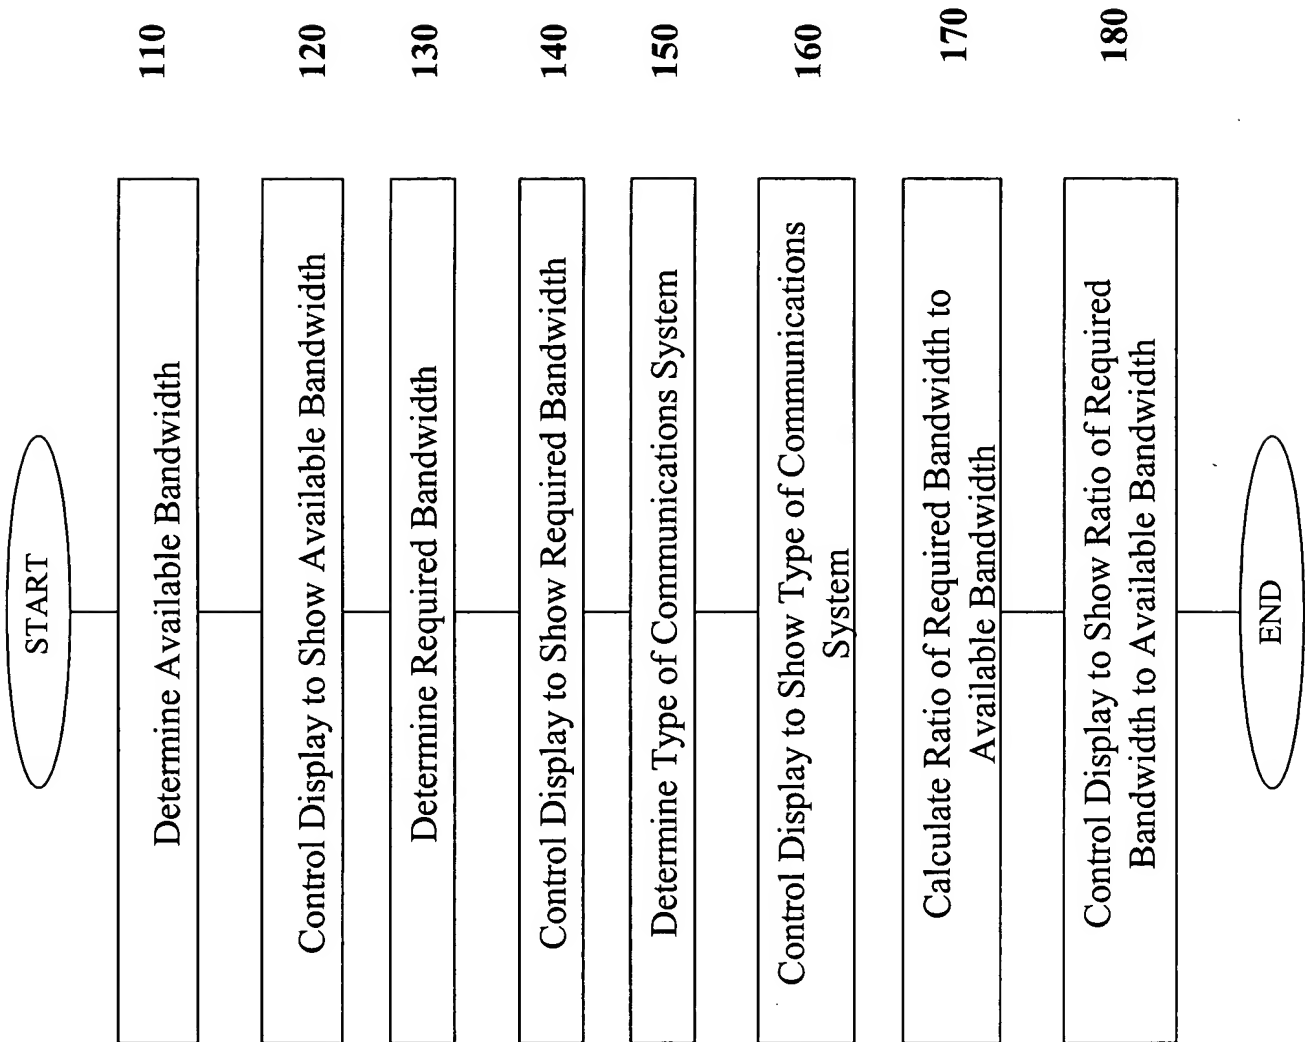 START
Determine Available Bandwidth
110
Control Display to Show Available Bandwidth
120
Determine Required Bandwidth
130
Control Display to Show Required Bandwidth
140
Determine Type of Communications System
150
Control Display to Show Type of Communications
System
160
Calculate Ratio of Required Bandwidth to
Available Bandwidth
170
Control Display to Show Ratio of Required
Bandwidth to Available Bandwidth
180
END